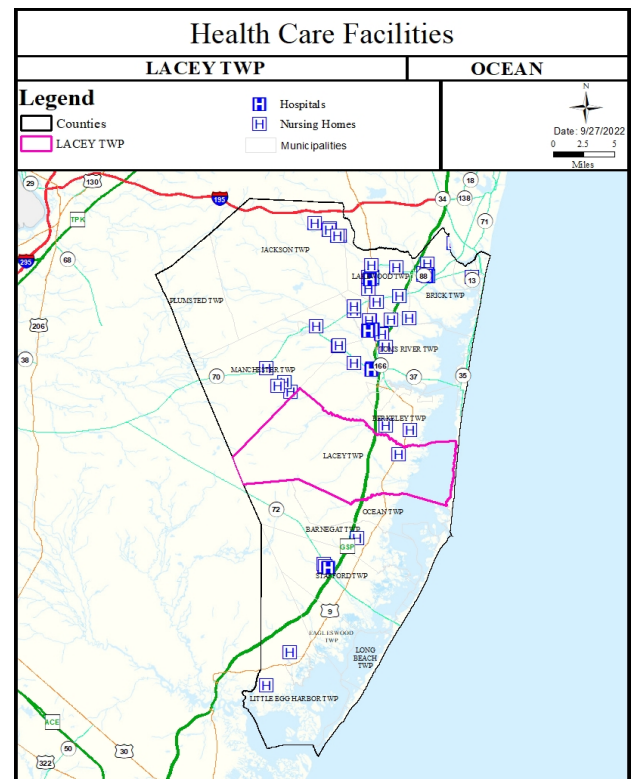 Health Care Facilities
LACEY TWP
OCEAN
Legend
Counties
LACEY TWP
H Hospitals
H Nursing Homes
Municipalities
N
Date: 9/27/2022
0 2.5 5
Miles
29
130
TPK
195
18
34
138
71
295
68
JACKSON TWP
LAKEWOOD TWP
88
13
BRICK TWP
PLUMSTED TWP
206
TOMS RIVER TWP
38
MANCHESTER TWP
70
166
37
35
BERKELEY TWP
LACEY TWP
72
OCEAN TWP
BARNEGAT TWP
GSP
STAFFORD TWP
9
EAGLESWOOD
TWP
LONG
BEACH
TWP
LITTLE EGG HARBOR TWP
ACE
50
30
322